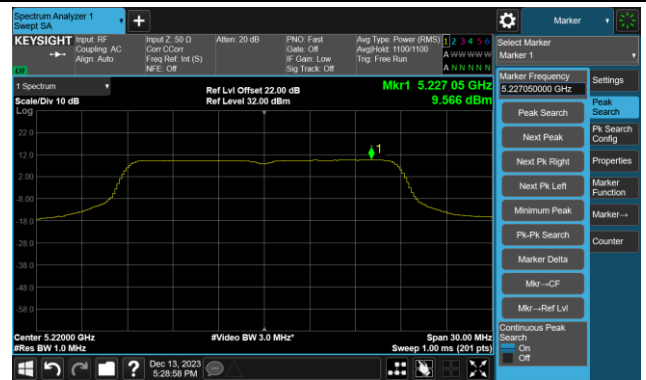 Spectrum Analyzer 1
Swept SA
Marker
KEYSIGHT
Input: RF
Coupling: AC
Align: Auto
Input Z: 50 Ω
Corr CCorr
Freq Ref: Int (S)
NFE: Off
Atten: 20 dB
PNO: Fast
Gate: Off
IF Gain: Low
Sig Track: Off
Avg Type: Power (RMS)
Avg|Hold: 1100/1100
Trig: Free Run
1 2 3 4 5 6
A W W W W W
A N N N N N
LXI
Select Marker
Marker 1
1 Spectrum
Scale/Div 10 dB
Log
Ref Lvl Offset 22.00 dB
Ref Level 32.00 dBm
Mkr1 5.227 05 GHz
9.566 dBm
22.0
12.0
2.00
-8.00
-18.0
-28.0
-38.0
-48.0
-58.0
1
Center 5.22000 GHz
#Res BW 1.0 MHz
#Video BW 3.0 MHz*
Span 30.00 MHz
Sweep 1.00 ms (201 pts)
Marker Frequency
5.227050000 GHz
Peak Search
Next Peak
Next Pk Right
Next Pk Left
Minimum Peak
Pk-Pk Search
Marker Delta
Mkr→CF
Mkr→Ref Lvl
Continuous Peak
Search
On
Off
Settings
Peak
Search
Pk Search
Config
Properties
Marker
Function
Marker→
Counter
?
Dec 13, 2023
5:28:58 PM